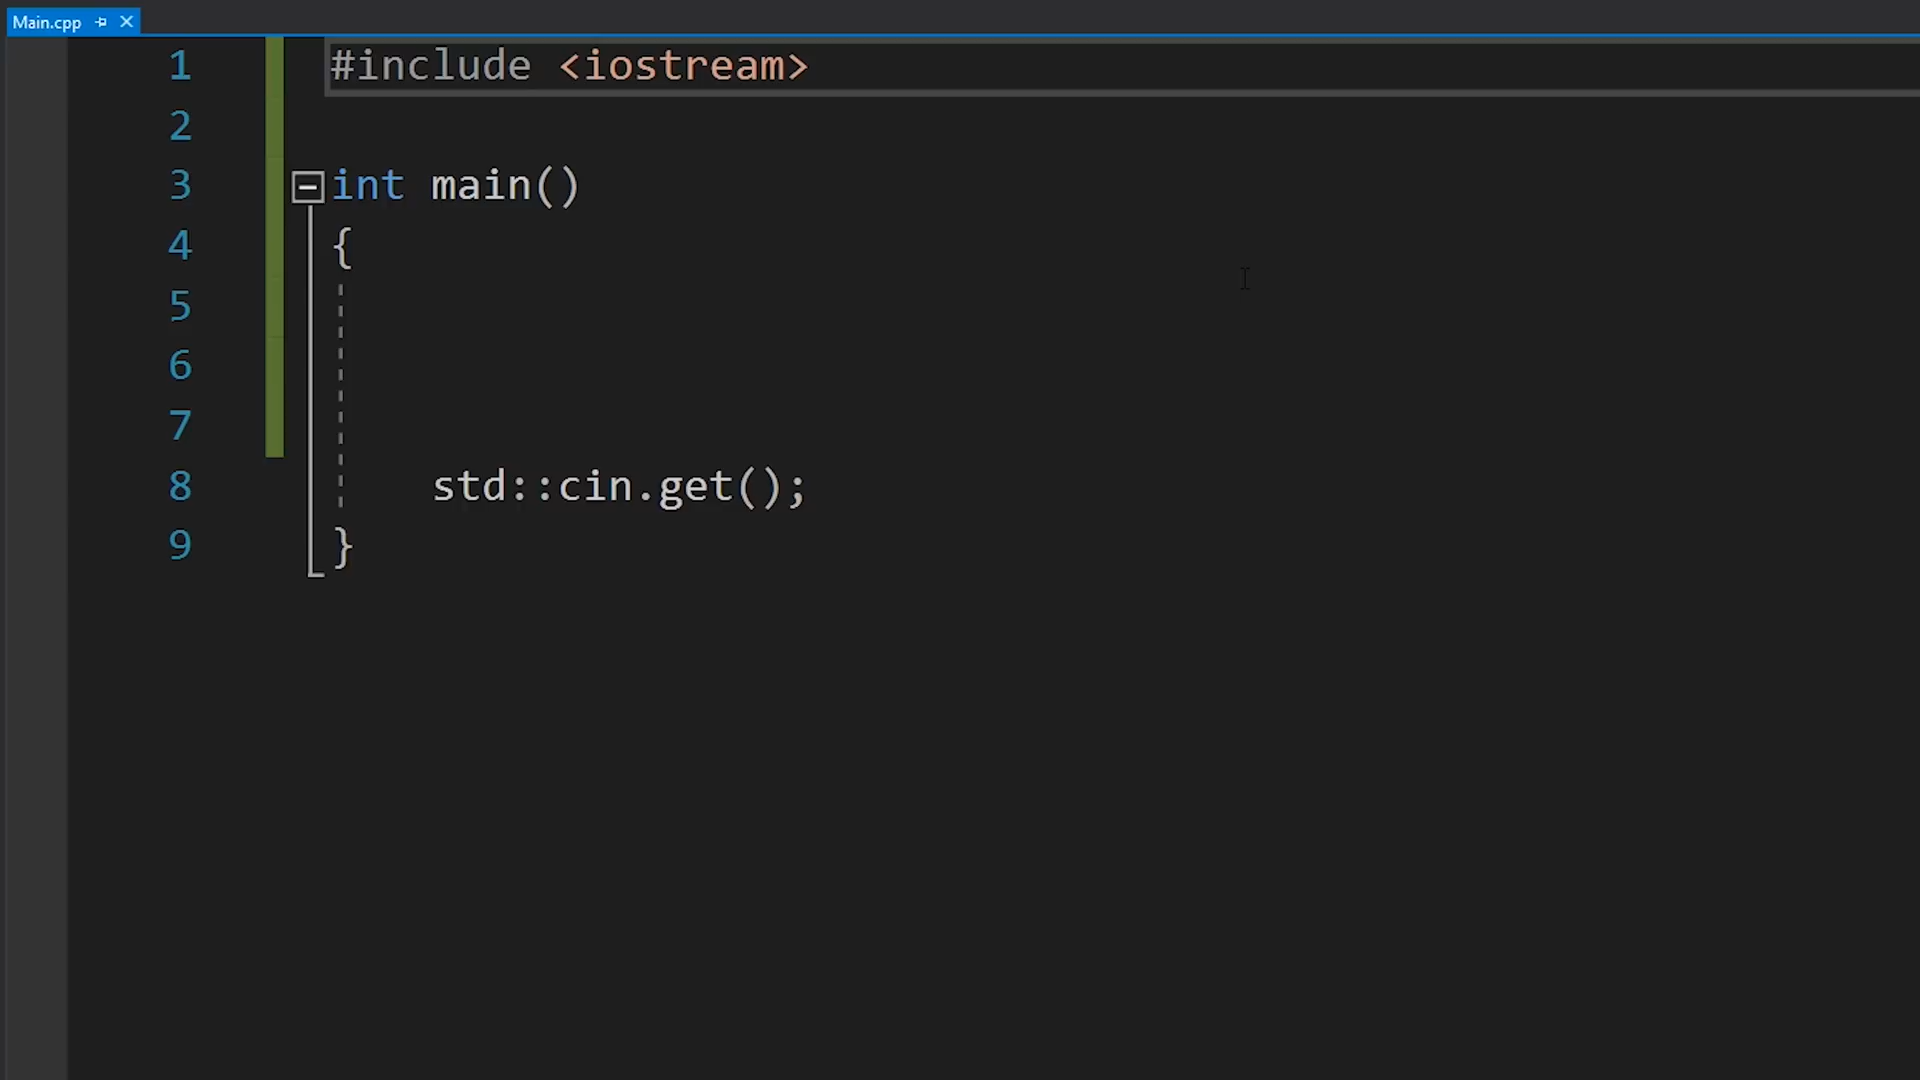 Main.cpp
1 #include <iostream>
2
3 int main()
4 {
5
6
7
8 std::cin.get();
9 }